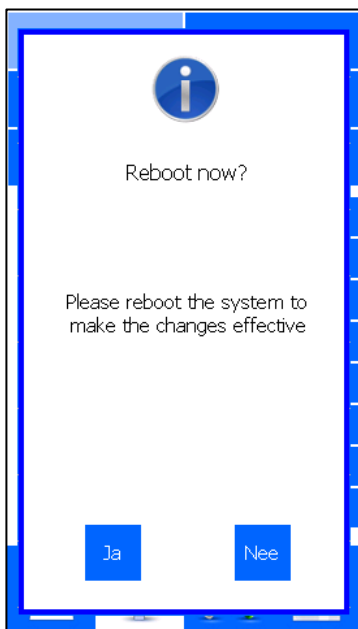 Reboot now?
Please reboot the system to
make the changes effective
Ja
Nee